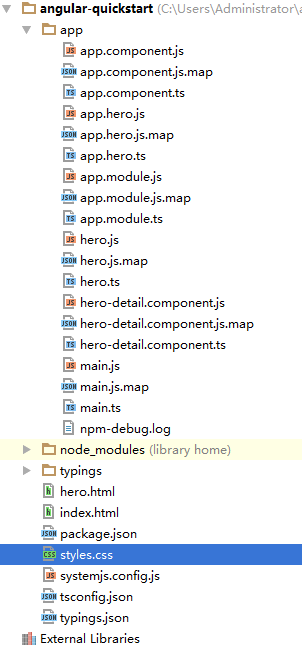 angular-quickstart (C:\Users\Administrator\a
app
app.component.js
app.component.js.map
app.component.ts
app.hero.js
app.hero.js.map
app.hero.ts
app.module.js
app.module.js.map
app.module.ts
hero.js
hero.js.map
hero.ts
hero-detail.component.js
hero-detail.component.js.map
hero-detail.component.ts
main.js
main.js.map
main.ts
npm-debug.log
node_modules (library home)
typings
hero.html
index.html
package.json
styles.css
systemjs.config.js
tsconfig.json
typings.json
External Libraries